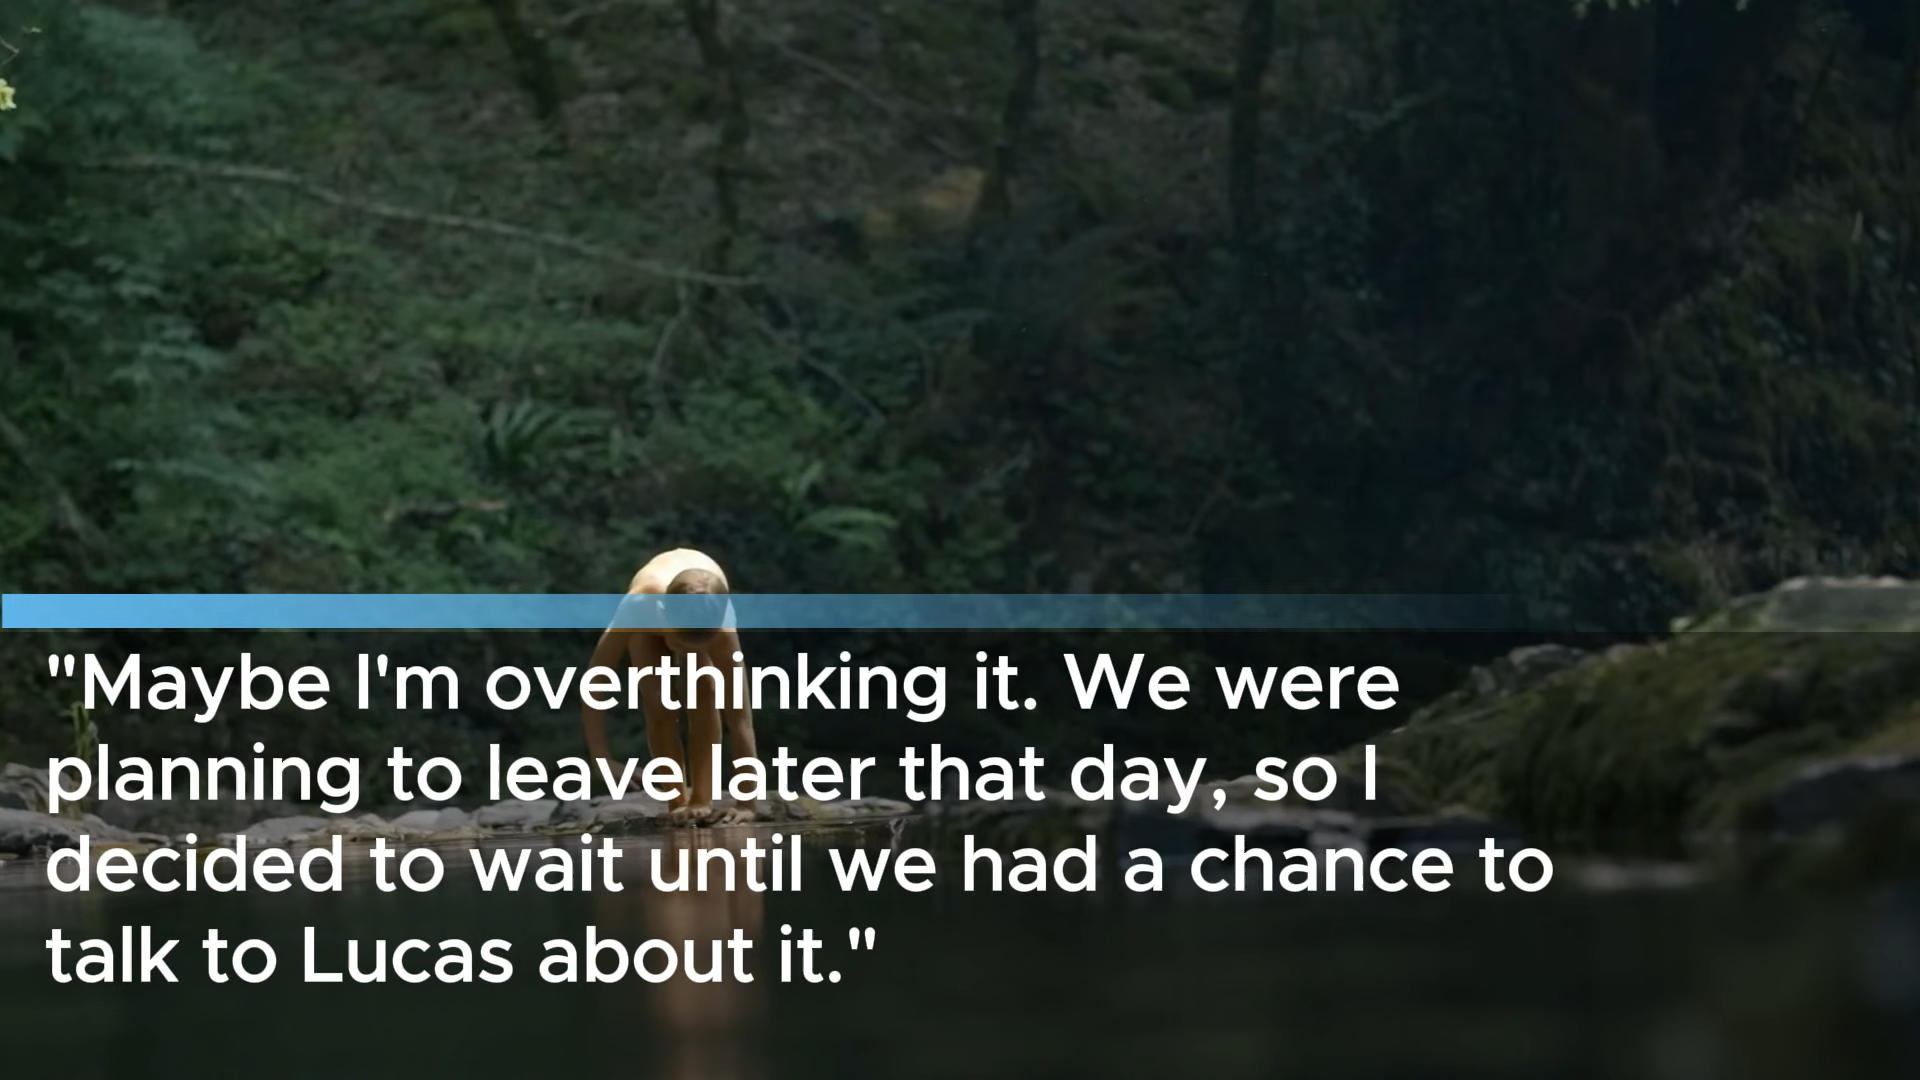 "Maybe I'm overthinking it. We were
planning to leave later that day, so I
decided to wait until we had a chance to
talk to Lucas about it."